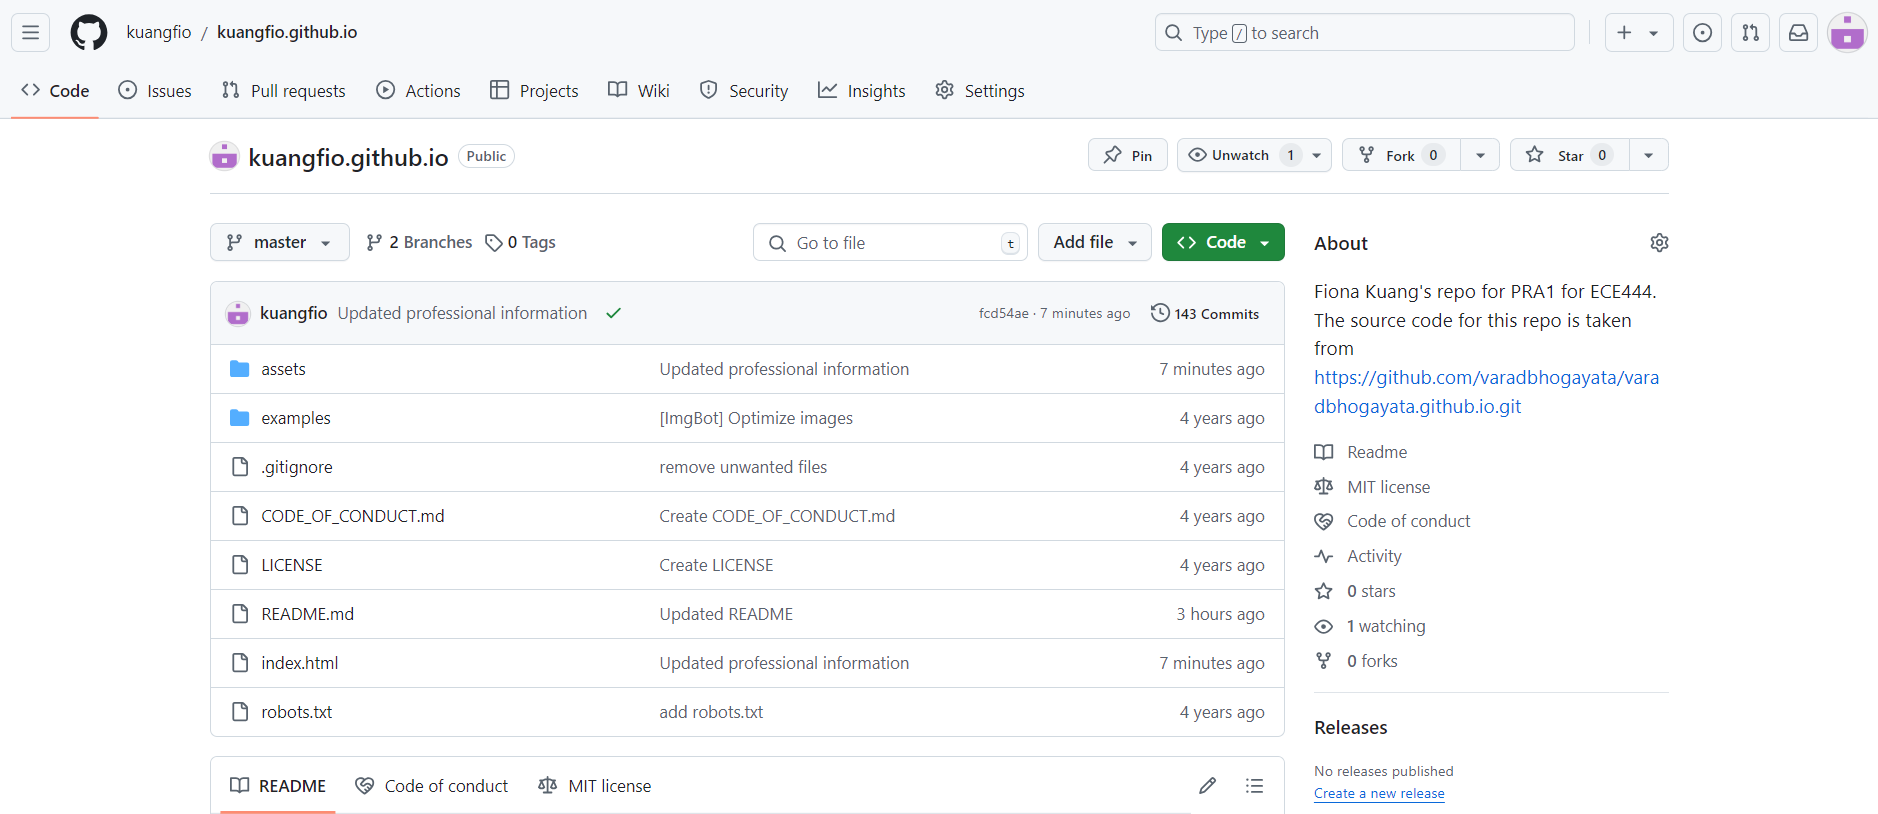 kuangfio / kuangfio.github.io
Type / to search
Code Issues Pull requests Actions Projects Wiki Security Insights Settings
kuangfio.github.io Public
Pin Unwatch 1 Fork 0 Star 0
master 2 Branches 0 Tags Go to file t Add file Code
kuangfio Updated professional information fcd54ae · 7 minutes ago 143 Commits
assets Updated professional information 7 minutes ago
examples [ImgBot] Optimize images 4 years ago
.gitignore remove unwanted files 4 years ago
CODE_OF_CONDUCT.md Create CODE_OF_CONDUCT.md 4 years ago
LICENSE Create LICENSE 4 years ago
README.md Updated README 3 hours ago
index.html Updated professional information 7 minutes ago
robots.txt add robots.txt 4 years ago
README Code of conduct MIT license
About
Fiona Kuang's repo for PRA1 for ECE444.
The source code for this repo is taken
from
https://github.com/varadbhogayata/vara
dbhogayata.github.io.git
Readme
MIT license
Code of conduct
Activity
0 stars
1 watching
0 forks
Releases
No releases published
Create a new release